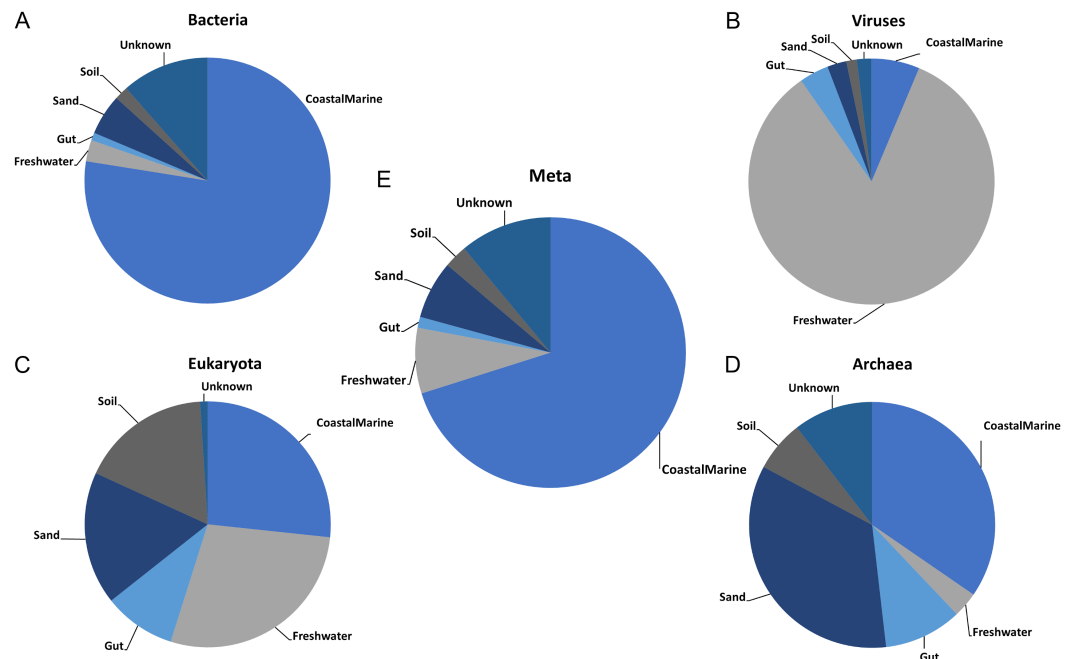 A
Bacteria
Unknown
Soil
Sand
Gut
Freshwater
CoastalMarine
B
Viruses
Soil
Sand
Gut
Unknown
CoastalMarine
Freshwater
E
Meta
Unknown
Soil
Sand
Gut
Freshwater
CoastalMarine
C
Eukaryota
Unknown
Soil
CoastalMarine
Sand
Gut
Freshwater
D
Archaea
Unknown
Soil
CoastalMarine
Sand
Freshwater
Gut